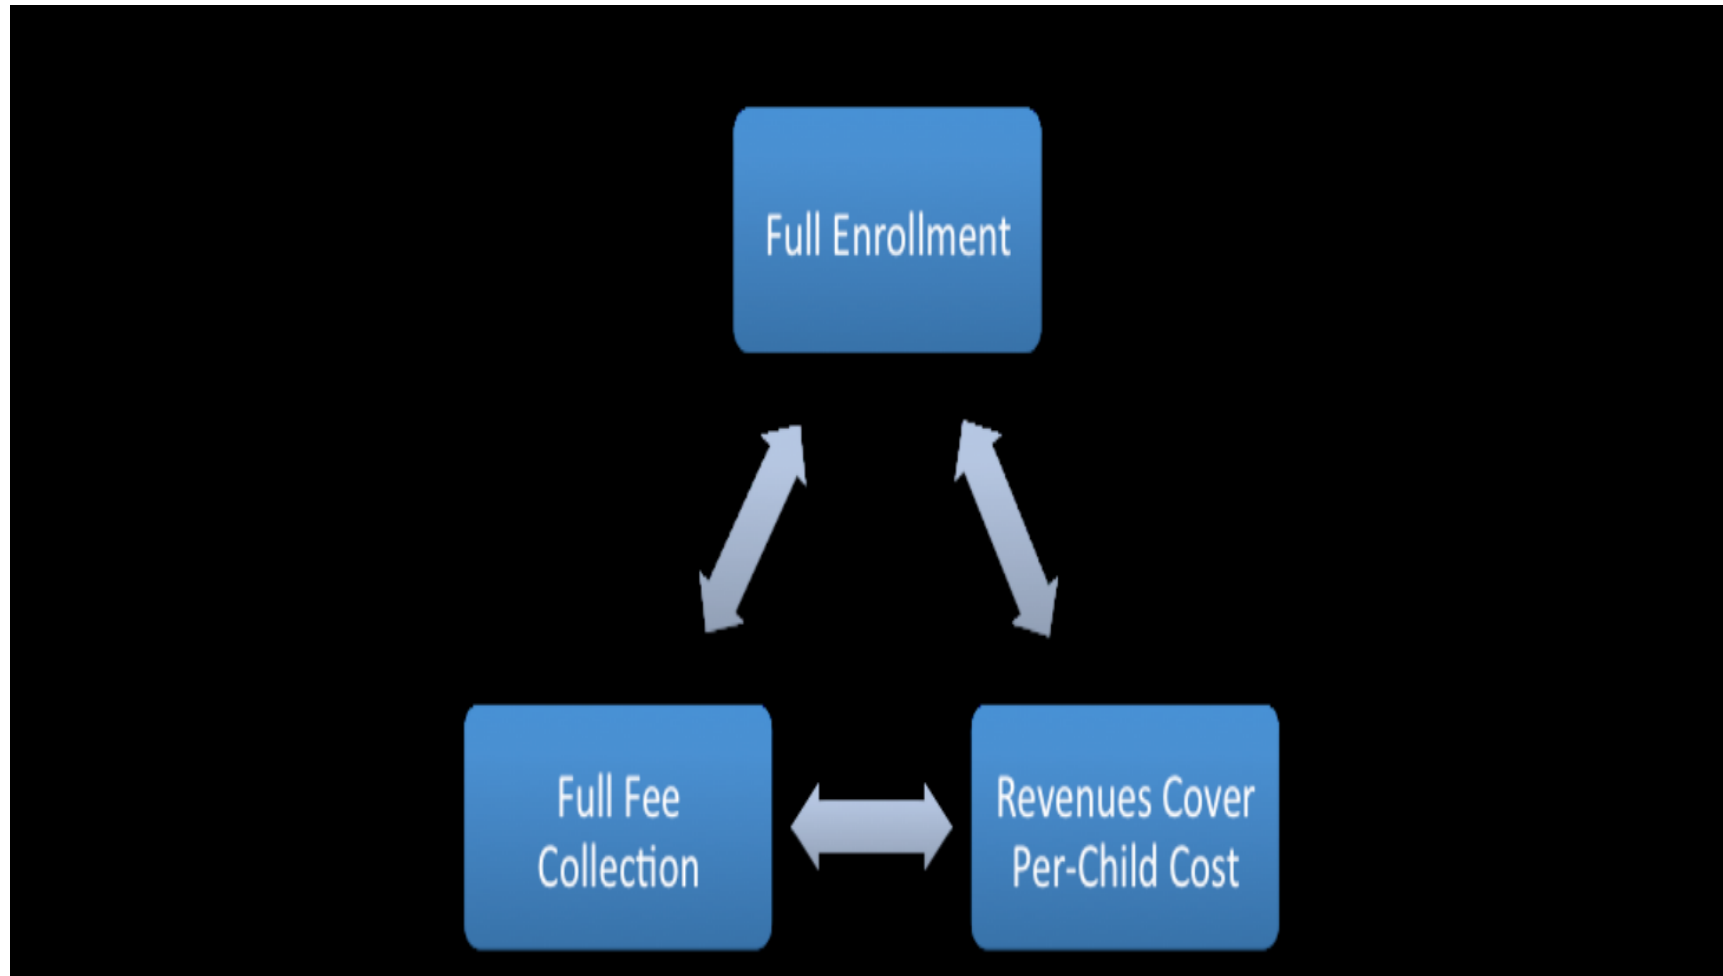 Full Enrollment
Full Fee
Collection
Revenues Cover
Per-Child Cost